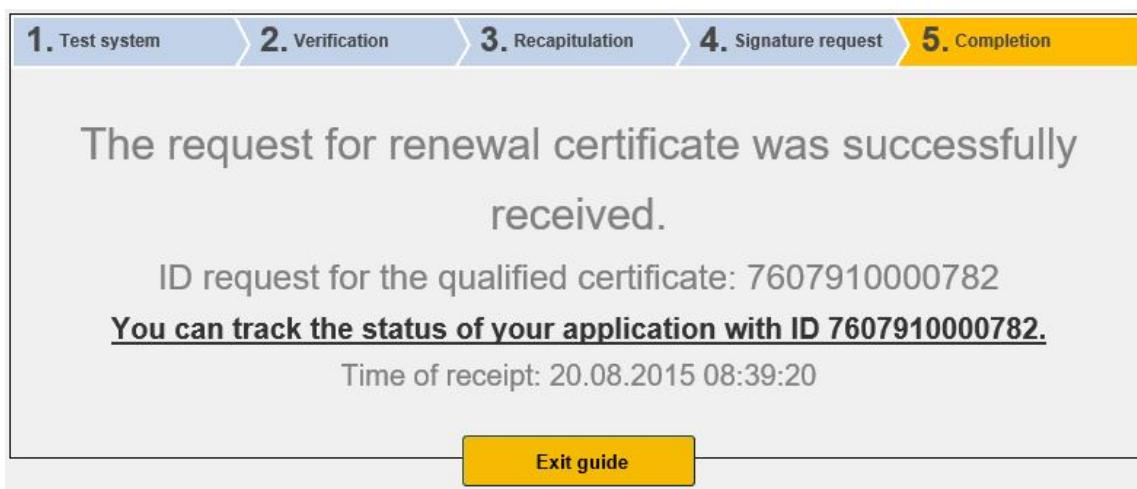 1. Test system 2. Verification 3. Recapitulation 4. Signature request 5. Completion
The request for renewal certificate was successfully
received.
ID request for the qualified certificate: 7607910000782
You can track the status of your application with ID 7607910000782.
Time of receipt: 20.08.2015 08:39:20
Exit guide